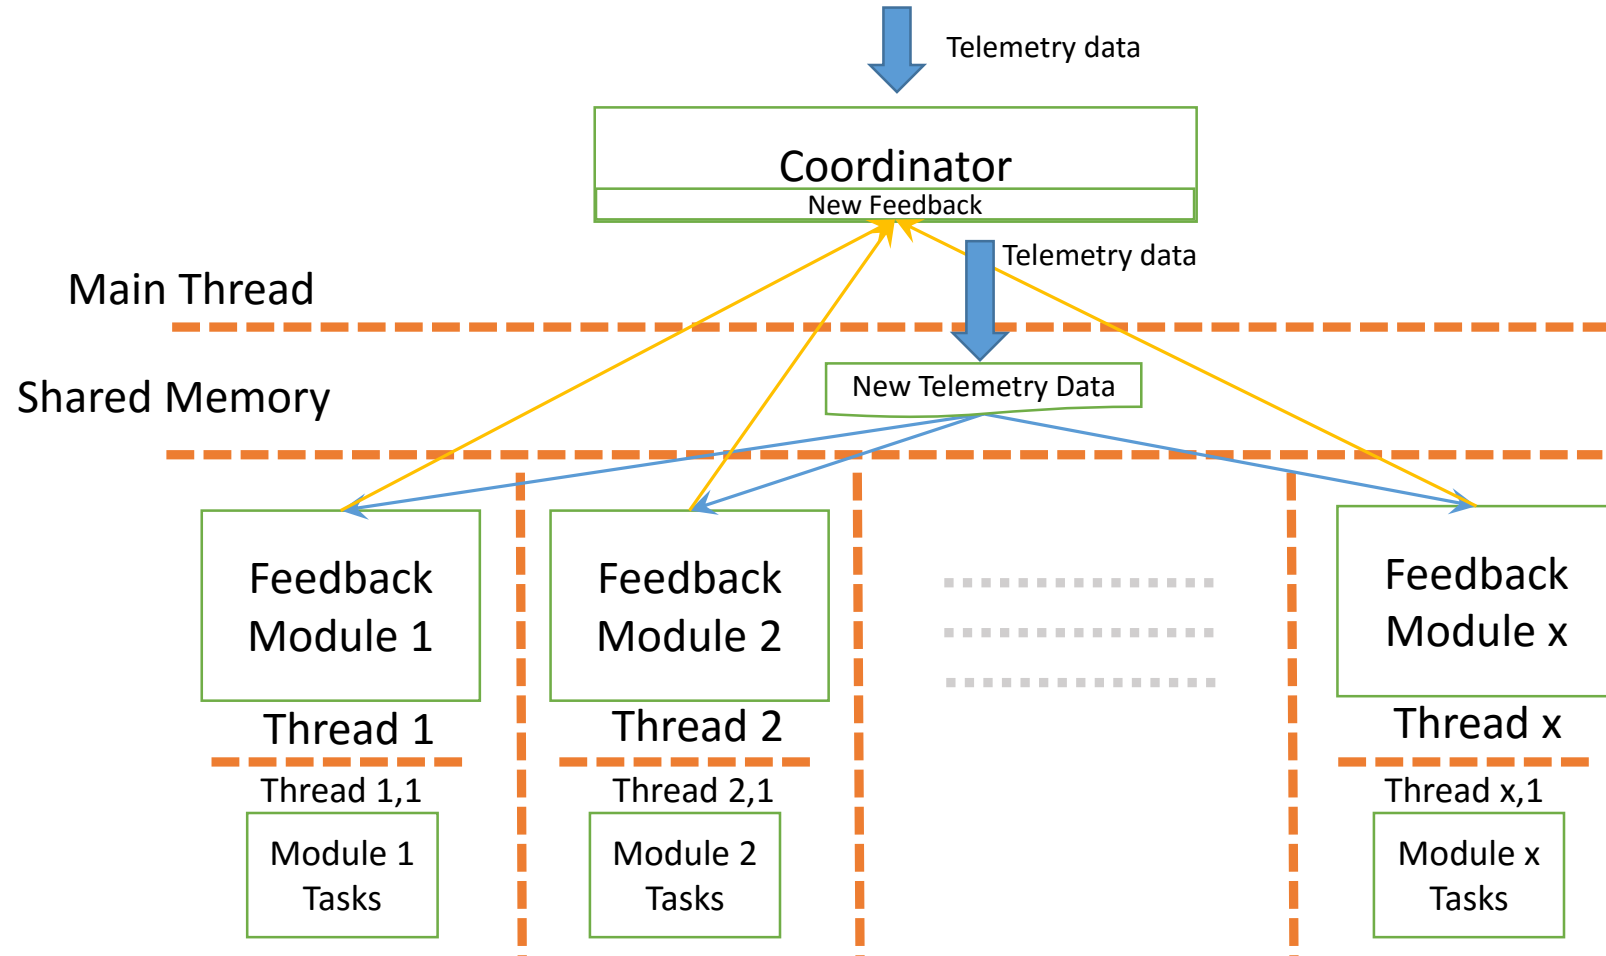 Telemetry data
Coordinator
New Feedback
Telemetry data
Main Thread
Shared Memory
New Telemetry Data
Feedback
Module 1
Thread 1
Thread 1,1
Module 1
Tasks
Feedback
Module 2
Thread 2
Thread 2,1
Module 2
Tasks
Feedback
Module x
Thread x
Thread x,1
Module x
Tasks